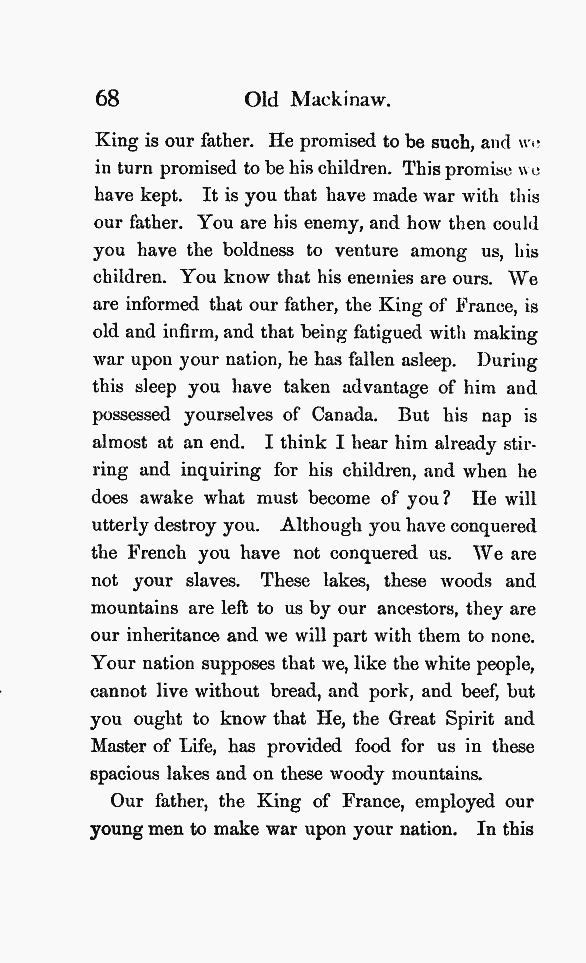 68 Old Mackinaw.
King is our father. He promised to be such, and we
in turn promised to be his children. This promise we
have kept. It is you that have made war with this
our father. You are his enemy, and how then could
you have the boldness to venture among us, his
children. You know that his enemies are ours. We
are informed that our father, the King of France, is
old and infirm, and that being fatigued with making
war upon your nation, he has fallen asleep. During
this sleep you have taken advantage of him and
possessed yourselves of Canada. But his nap is
almost at an end. I think I hear him already stir-
ring and inquiring for his children, and when he
does awake what must become of you? He will
utterly destroy you. Although you have conquered
the French you have not conquered us. We are
not your slaves. These lakes, these woods and
mountains are left to us by our ancestors, they are
our inheritance and we will part with them to none.
Your nation supposes that we, like the white people,
cannot live without bread, and pork, and beef, but
you ought to know that He, the Great Spirit and
Master of Life, has provided food for us in these
spacious lakes and on these woody mountains.
Our father, the King of France, employed our
young men to make war upon your nation. In this